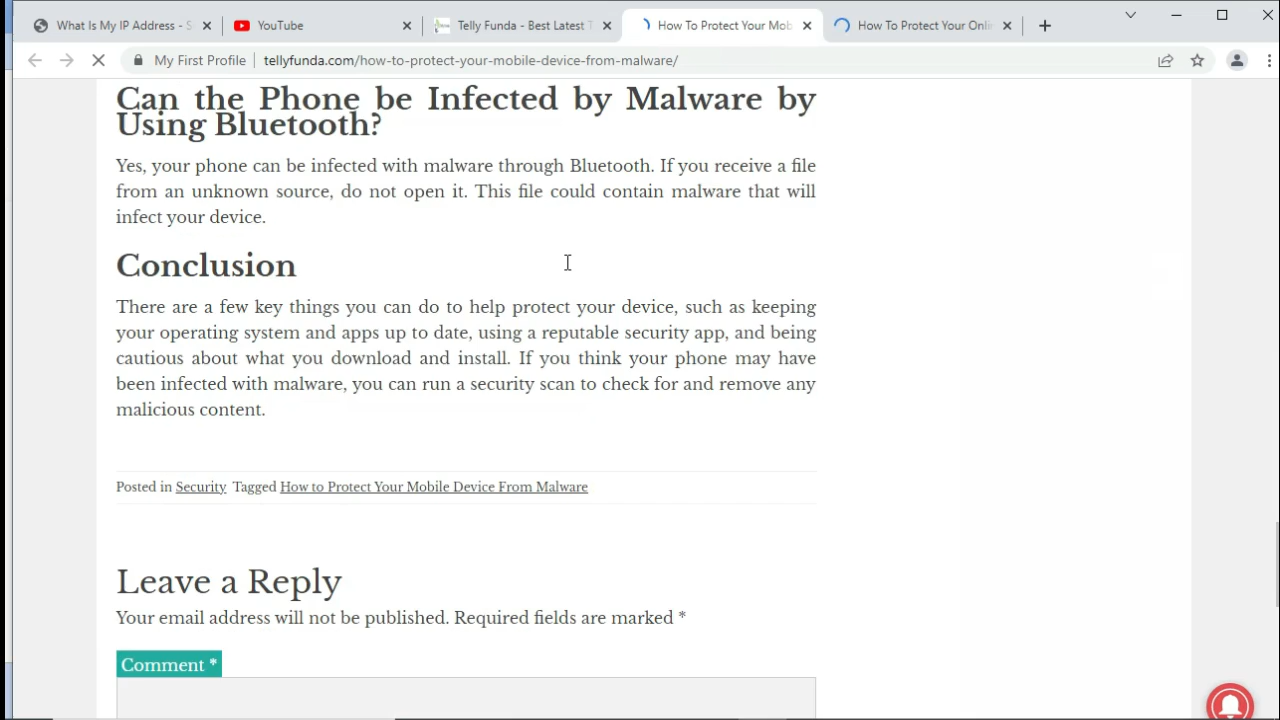 What Is My IP Address - S
YouTube
Telly Funda - Best Latest T
How To Protect Your Mob
How To Protect Your Onli
My First Profile
tellyfunda.com/how-to-protect-your-mobile-device-from-malware/
Can the Phone be Infected by Malware by
Using Bluetooth?
Yes, your phone can be infected with malware through Bluetooth. If you receive a file
from an unknown source, do not open it. This file could contain malware that will
infect your device.
Conclusion
There are a few key things you can do to help protect your device, such as keeping
your operating system and apps up to date, using a reputable security app, and being
cautious about what you download and install. If you think your phone may have
been infected with malware, you can run a security scan to check for and remove any
malicious content.
Posted in Security Tagged How to Protect Your Mobile Device From Malware
Leave a Reply
Your email address will not be published. Required fields are marked *
Comment *